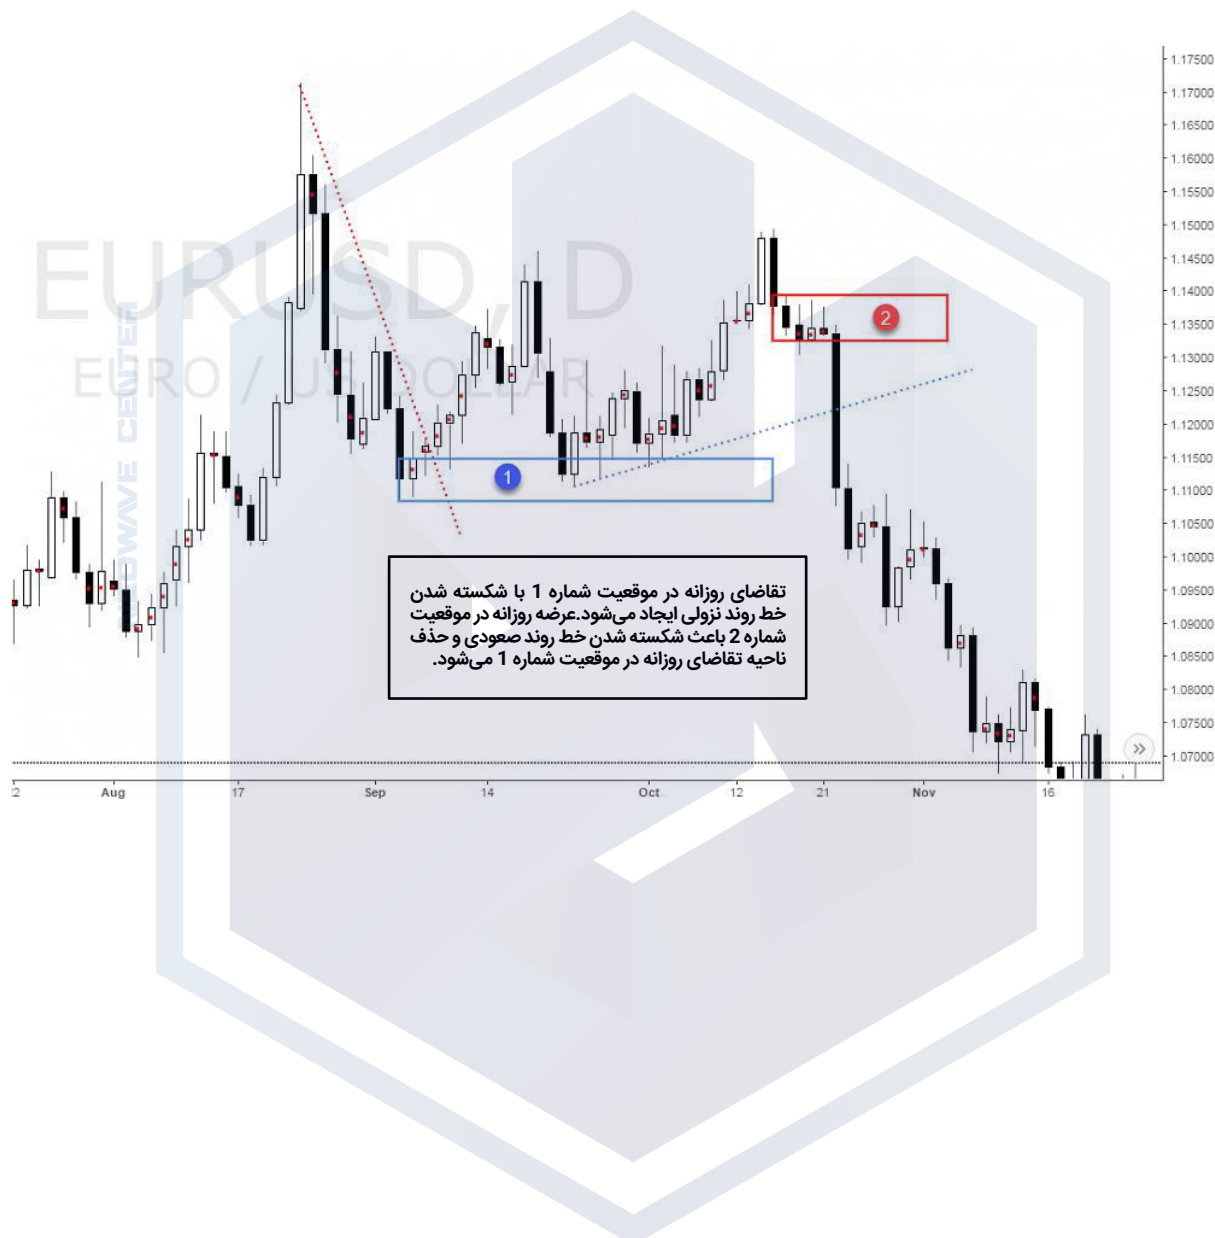 EURUSD, D
EURO / US DOLLAR
1.17500
1.17000
1.16500
1.16000
1.15500
1.15000
1.14500
1.14000
1.13500
1.13000
1.12500
1.12000
1.11500
1.11000
1.10500
1.10000
1.09500
1.09000
1.08500
1.08000
1.07500
1.07000
2
1
تقاضای روزانه در موقعیت شماره 1 با شکسته شدن
خط روند نزولی ایجاد می‌شود.عرضه روزانه در موقعیت
شماره 2 باعث شکسته شدن خط روند صعودی و حذف
ناحیه تقاضای روزانه در موقعیت شماره 1 می‌شود.
Aug
17
Sep
14
Oct
12
21
Nov
16